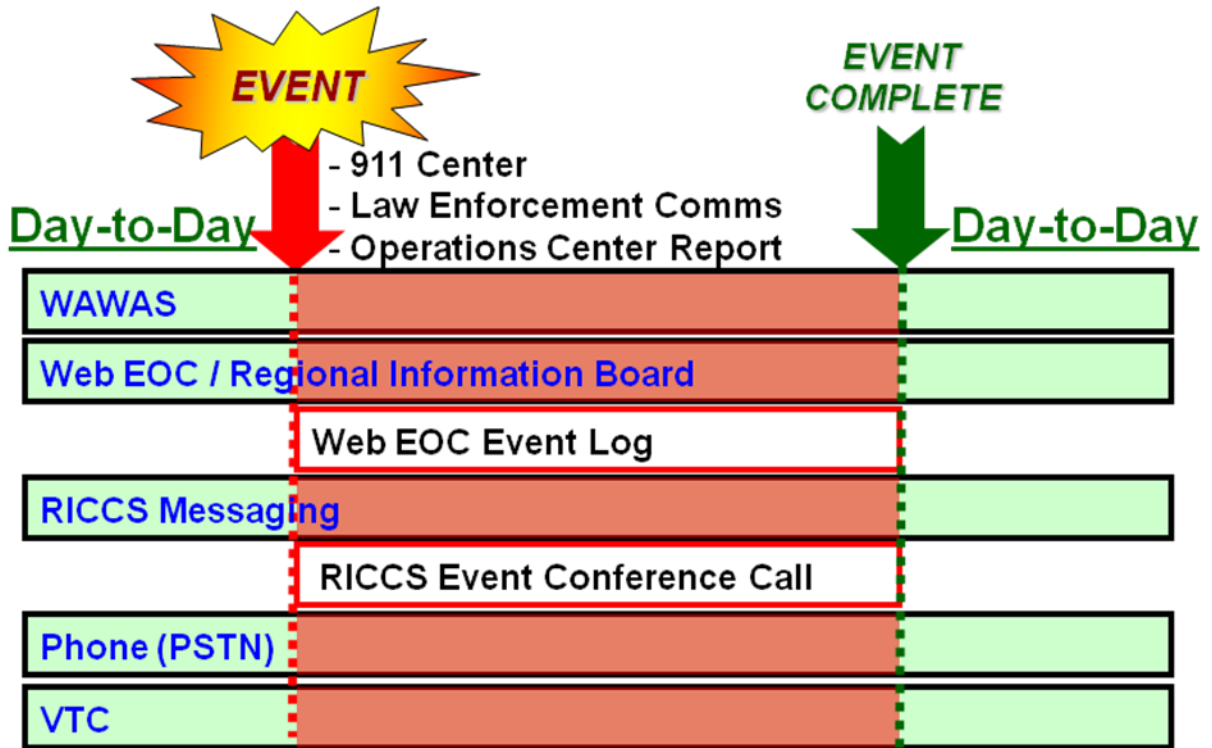 EVENT
EVENT
COMPLETE
- 911 Center
- Law Enforcement Comms
- Operations Center Report
Day-to-Day
Day-to-Day
WAWAS
Web EOC / Regional Information Board
Web EOC Event Log
RICCS Messaging
RICCS Event Conference Call
Phone (PSTN)
VTC